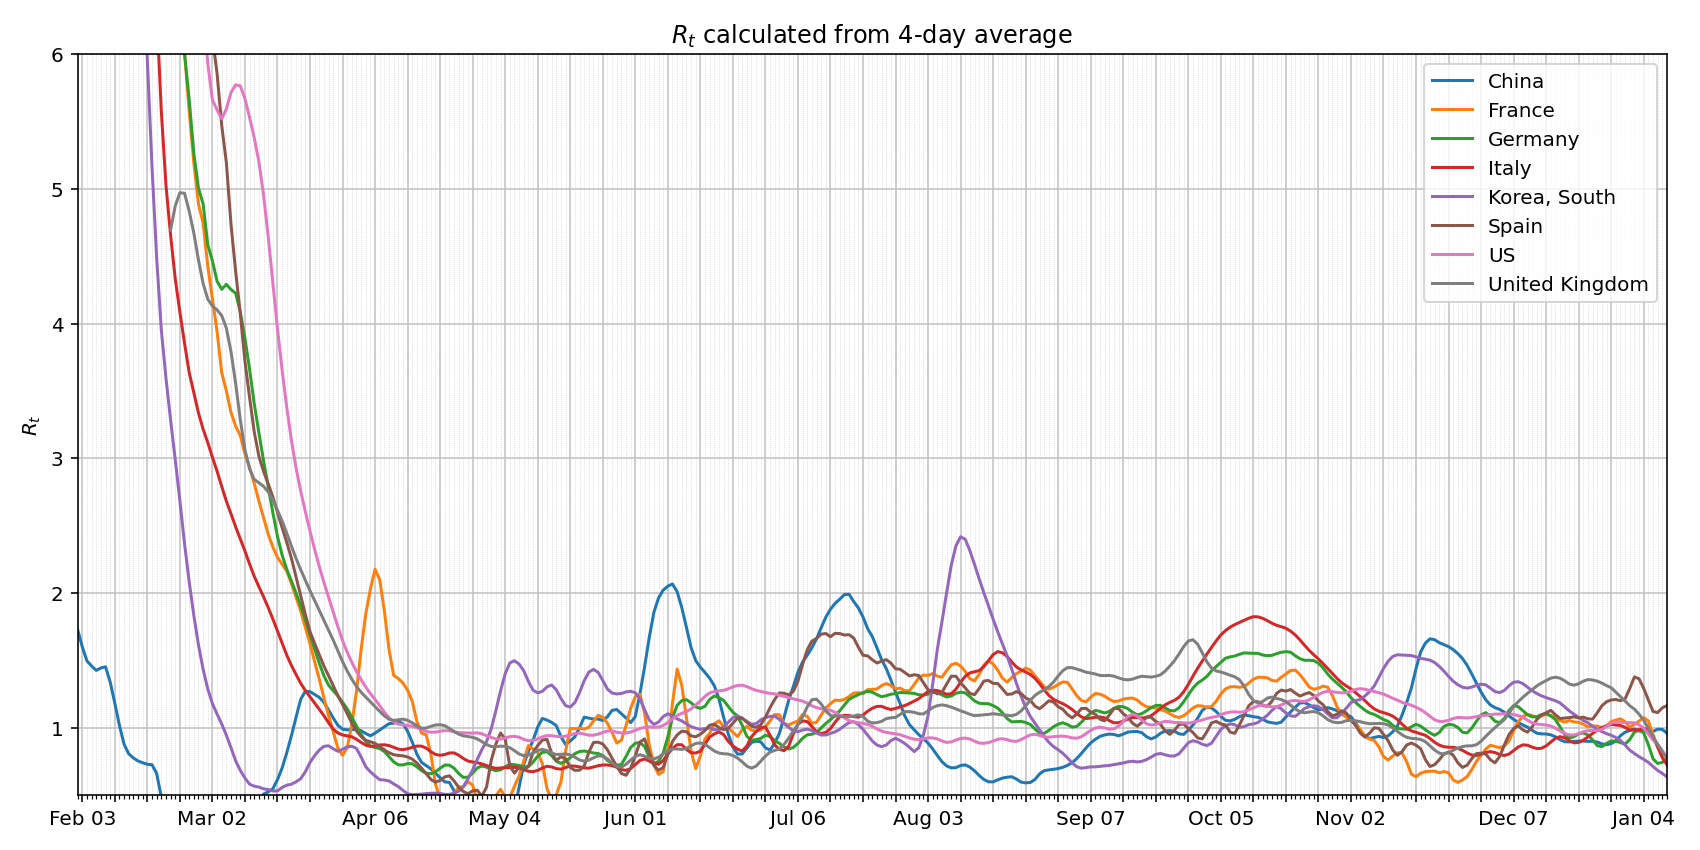 R_t calculated from 4-day average
6
5
4
3
2
1
R_t
China
France
Germany
Italy
Korea, South
Spain
US
United Kingdom
Feb 03 Mar 02 Apr 06 May 04 Jun 01 Jul 06 Aug 03 Sep 07 Oct 05 Nov 02 Dec 07 Jan 04